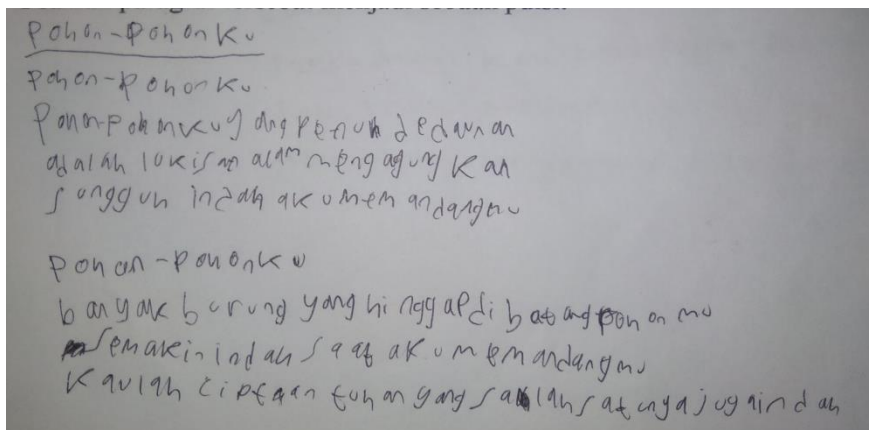 Pohon-Pohonku
Pohon-Pohonku
Pohon-Pohonku yang penuh dedaunan
adalah lukisan alam mengagungkan
sungguh indah aku memandangmu
Pohon-Pohonku
banyak burung yang hinggap di batang pohonmu
semakin indah saat aku memandangmu
Kaulah ciptaan tuhan yang salah satunya juga indah